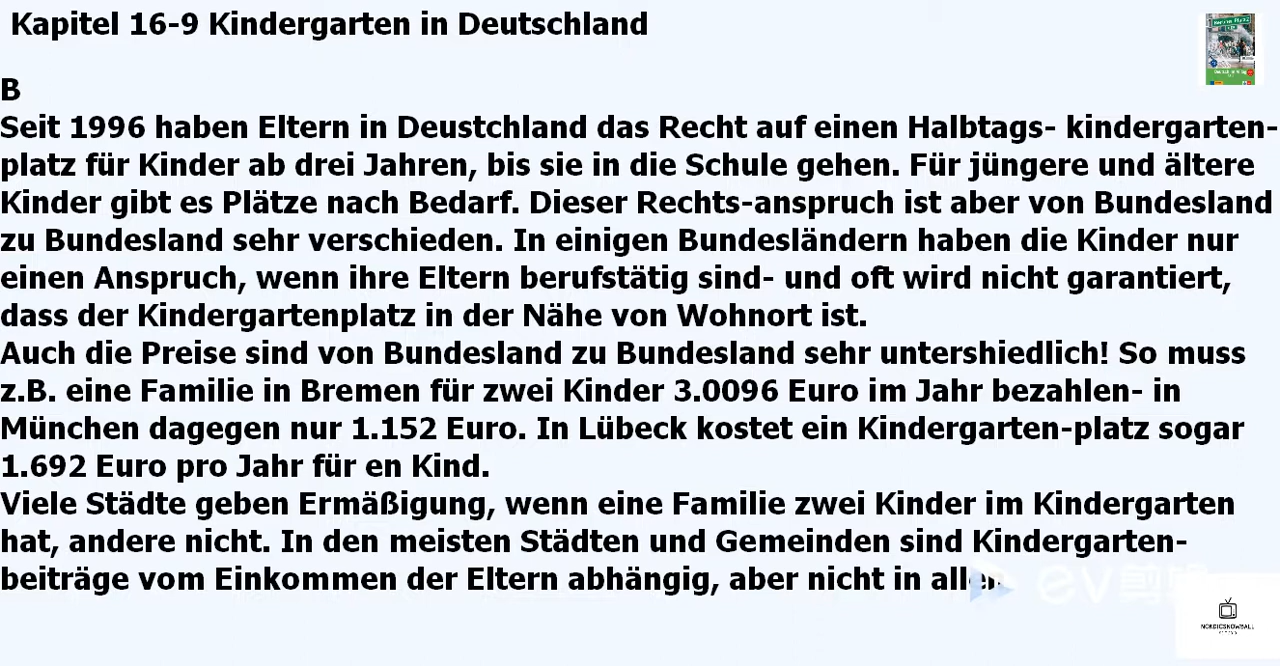 Kapitel 16-9 Kindergarten in Deutschland
B
Seit 1996 haben Eltern in Deustchland das Recht auf einen Halbtags- kindergarten-
platz für Kinder ab drei Jahren, bis sie in die Schule gehen. Für jüngere und ältere
Kinder gibt es Plätze nach Bedarf. Dieser Rechts-anspruch ist aber von Bundesland
zu Bundesland sehr verschieden. In einigen Bundesländern haben die Kinder nur
einen Anspruch, wenn ihre Eltern berufstätig sind- und oft wird nicht garantiert,
dass der Kindergartenplatz in der Nähe von Wohnort ist.
Auch die Preise sind von Bundesland zu Bundesland sehr untershiedlich! So muss
z.B. eine Familie in Bremen für zwei Kinder 3.0096 Euro im Jahr bezahlen- in
München dagegen nur 1.152 Euro. In Lübeck kostet ein Kindergarten-platz sogar
1.692 Euro pro Jahr für en Kind.
Viele Städte geben Ermäßigung, wenn eine Familie zwei Kinder im Kindergarten
hat, andere nicht. In den meisten Städten und Gemeinden sind Kindergarten-
beiträge vom Einkommen der Eltern abhängig, aber nicht in allen
ev剪辑
NORDICSNOWBALL